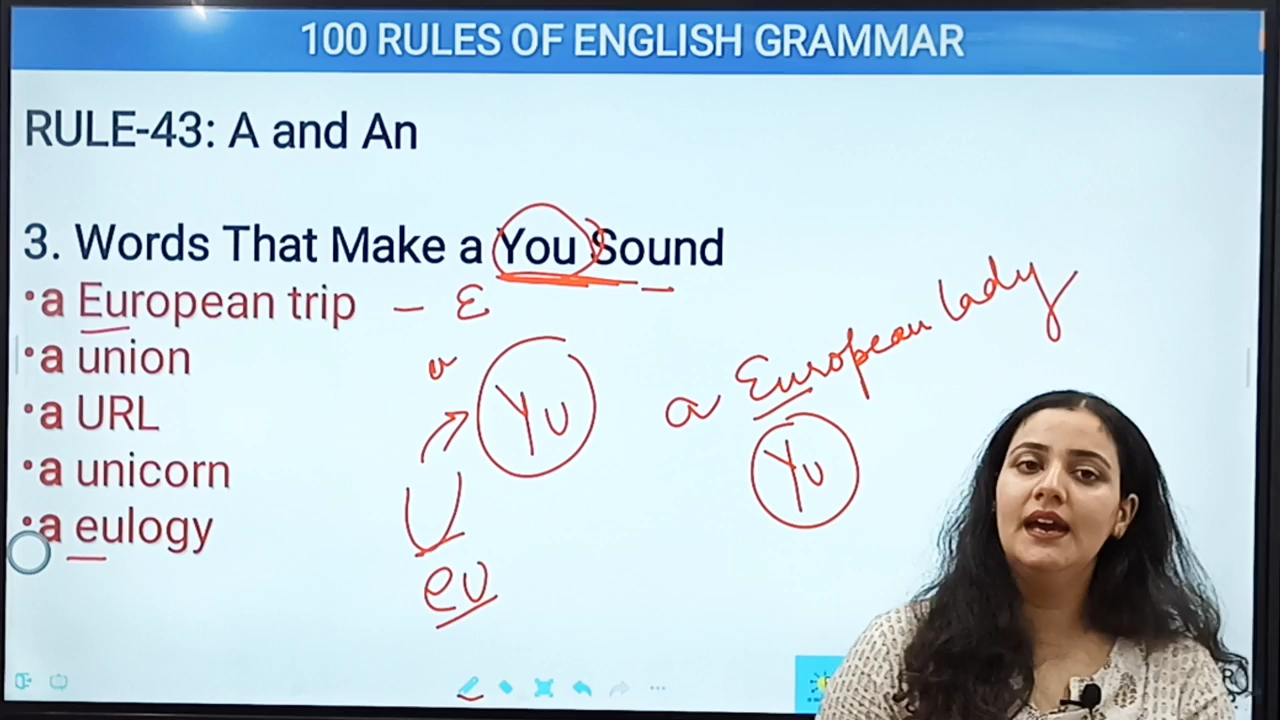 100 RULES OF ENGLISH GRAMMAR
RULE-43: A and An
3. Words That Make a You Sound
•a European trip – E
•a union
•a URL
•a unicorn
•a eulogy
Yu
U
eu
a European lady
Yu